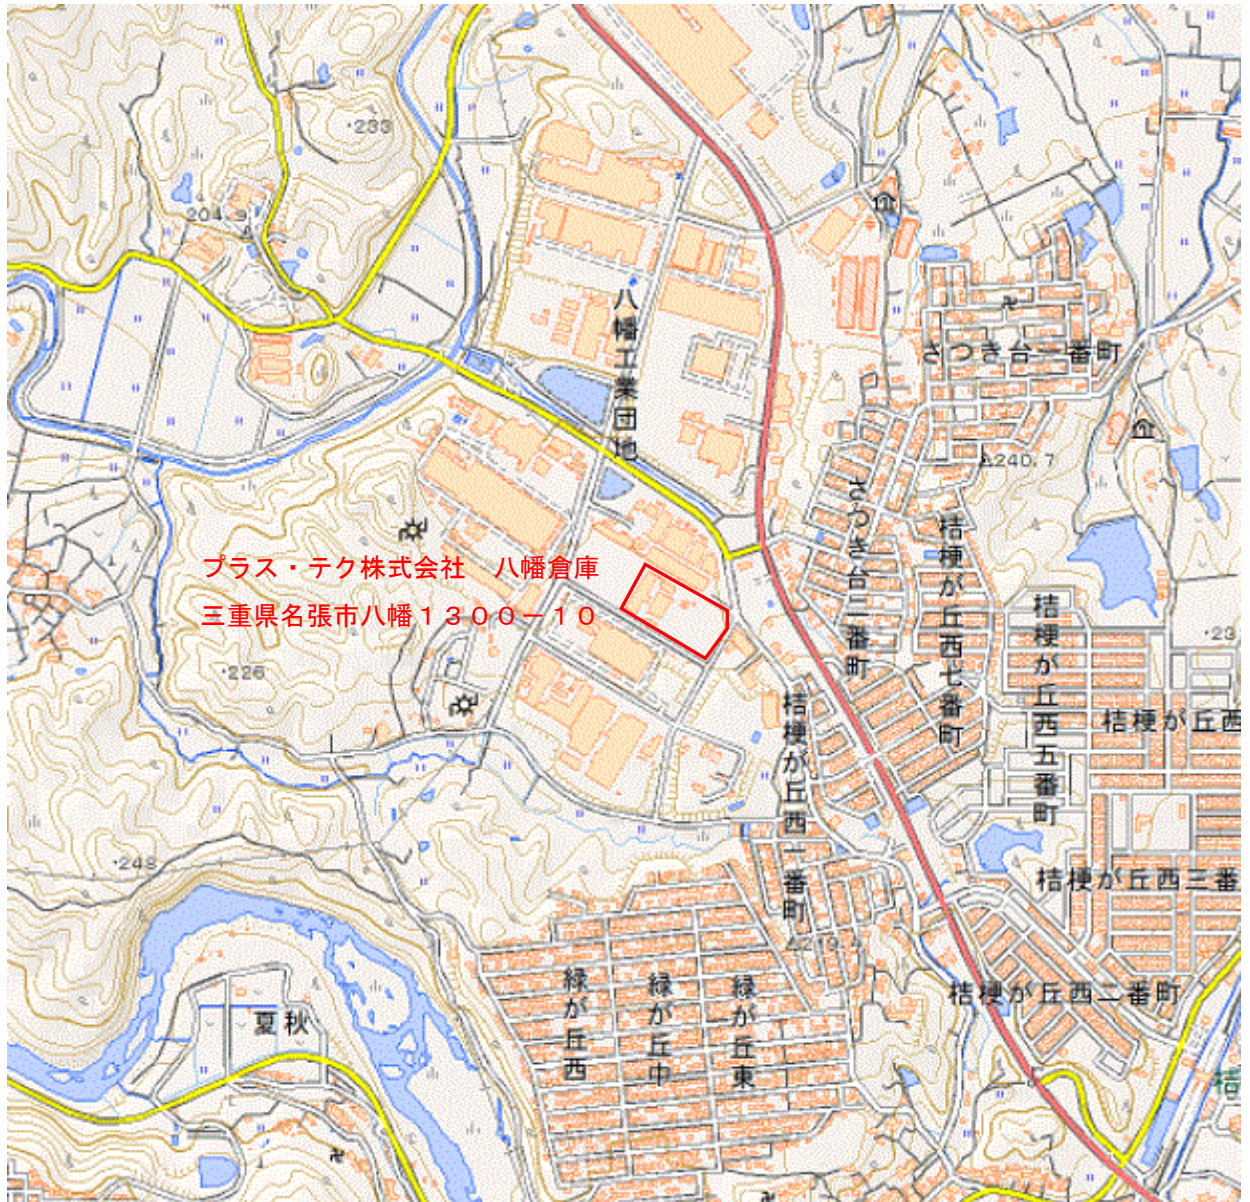 233
204.9
八幡工業団地
さつき台一番町
240.7
さつき台二番町
桔梗が丘西七番町
プラス・テク株式会社　八幡倉庫
三重県名張市八幡１３００－１０
桔梗が丘西五番町
23
226
桔梗が丘西一番町
桔梗が丘西
248
桔梗が丘西三番
緑が丘西
緑が丘中
緑が丘東
桔梗が丘西二番町
夏秋
桔